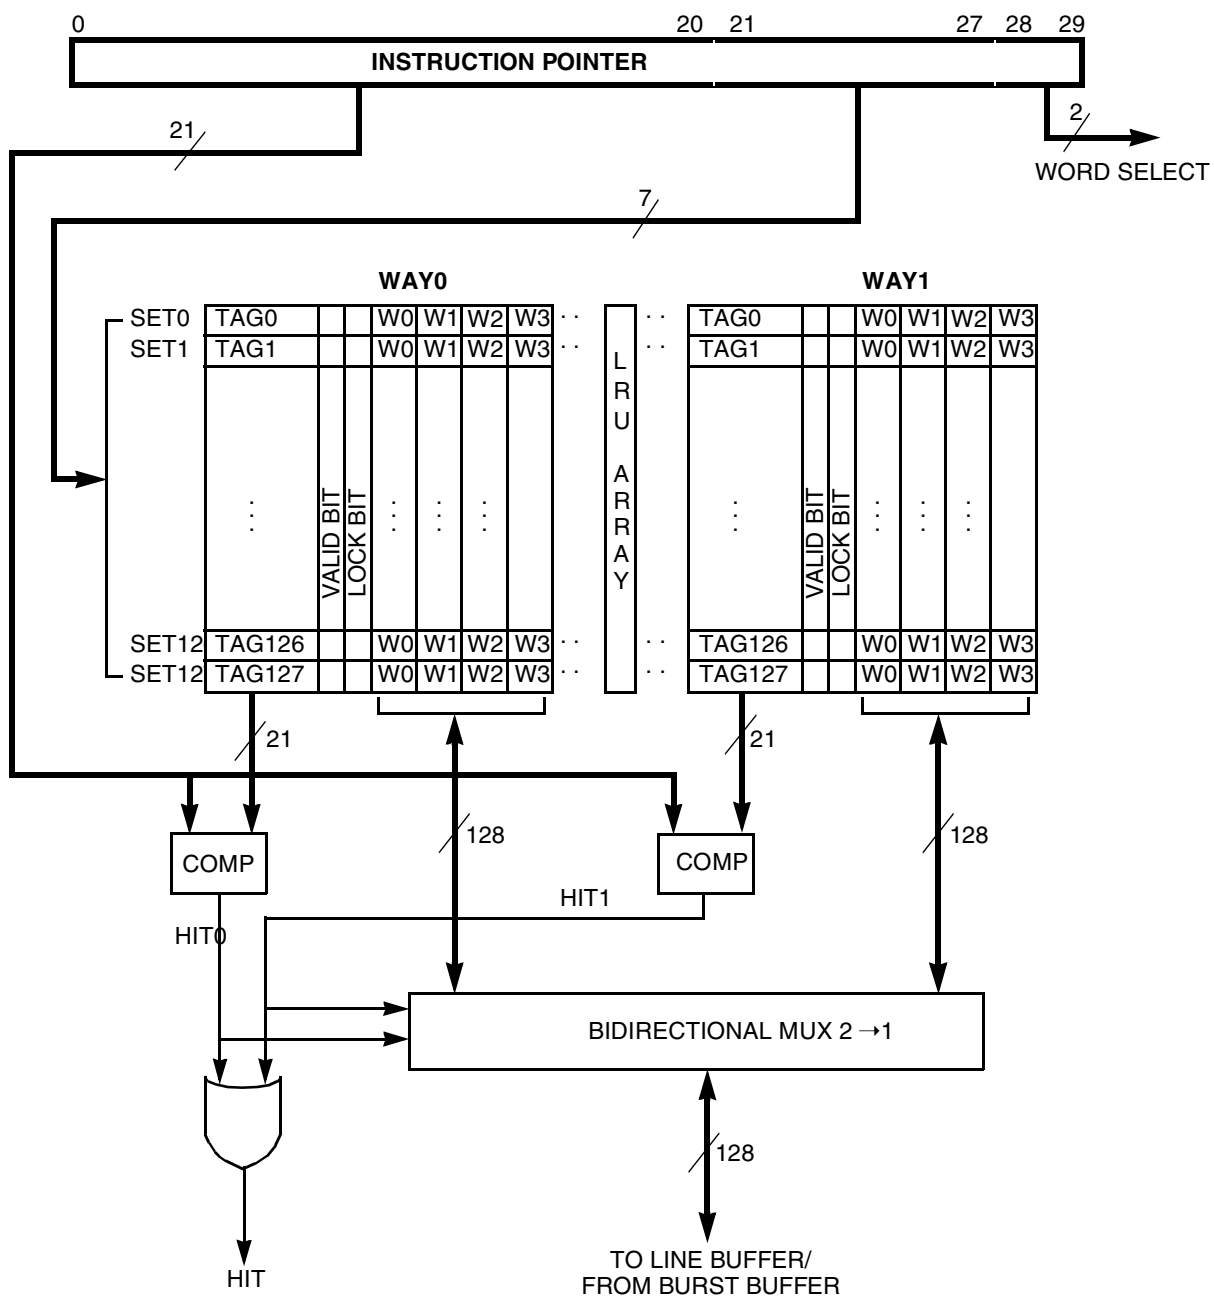 0 20 21 27 28 29
INSTRUCTION POINTER
21
2
WORD SELECT
7
WAY0 WAY1
SET0 TAG0 W0 W1 W2 W3 . . . . TAG0 W0 W1 W2 W3
SET1 TAG1 W0 W1 W2 W3 . . . . TAG1 W0 W1 W2 W3
LRU ARRAY
VALID BIT
LOCK BIT
VALID BIT
LOCK BIT
SET12 TAG126 W0 W1 W2 W3 . . . . TAG126 W0 W1 W2 W3
SET12 TAG127 W0 W1 W2 W3 . . . . TAG127 W0 W1 W2 W3
21 21
128 128
COMP COMP
HIT1
HIT0
BIDIRECTIONAL MUX 2 →1
128
TO LINE BUFFER/
FROM BURST BUFFER
HIT